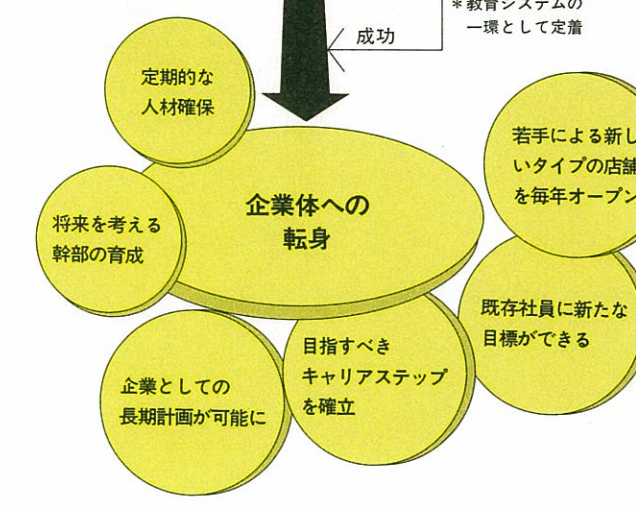 ＊教育システムの
一環として定着
成功
定期的な
人材確保
企業体への
転身
若手による新し
いタイプの店舗
を毎年オープン
将来を考える
幹部の育成
既存社員に新たな
目標ができる
目指すべき
キャリアステップ
を確立
企業としての
長期計画が可能に